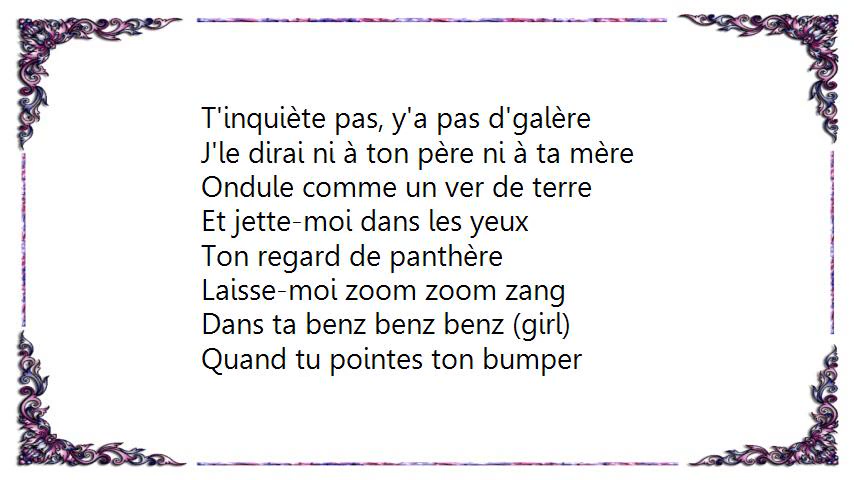 T'inquiète pas, y'a pas d'galère
J'le dirai ni à ton père ni à ta mère
Ondule comme un ver de terre
Et jette-moi dans les yeux
Ton regard de panthère
Laisse-moi zoom zoom zang
Dans ta benz benz benz (girl)
Quand tu pointes ton bumper